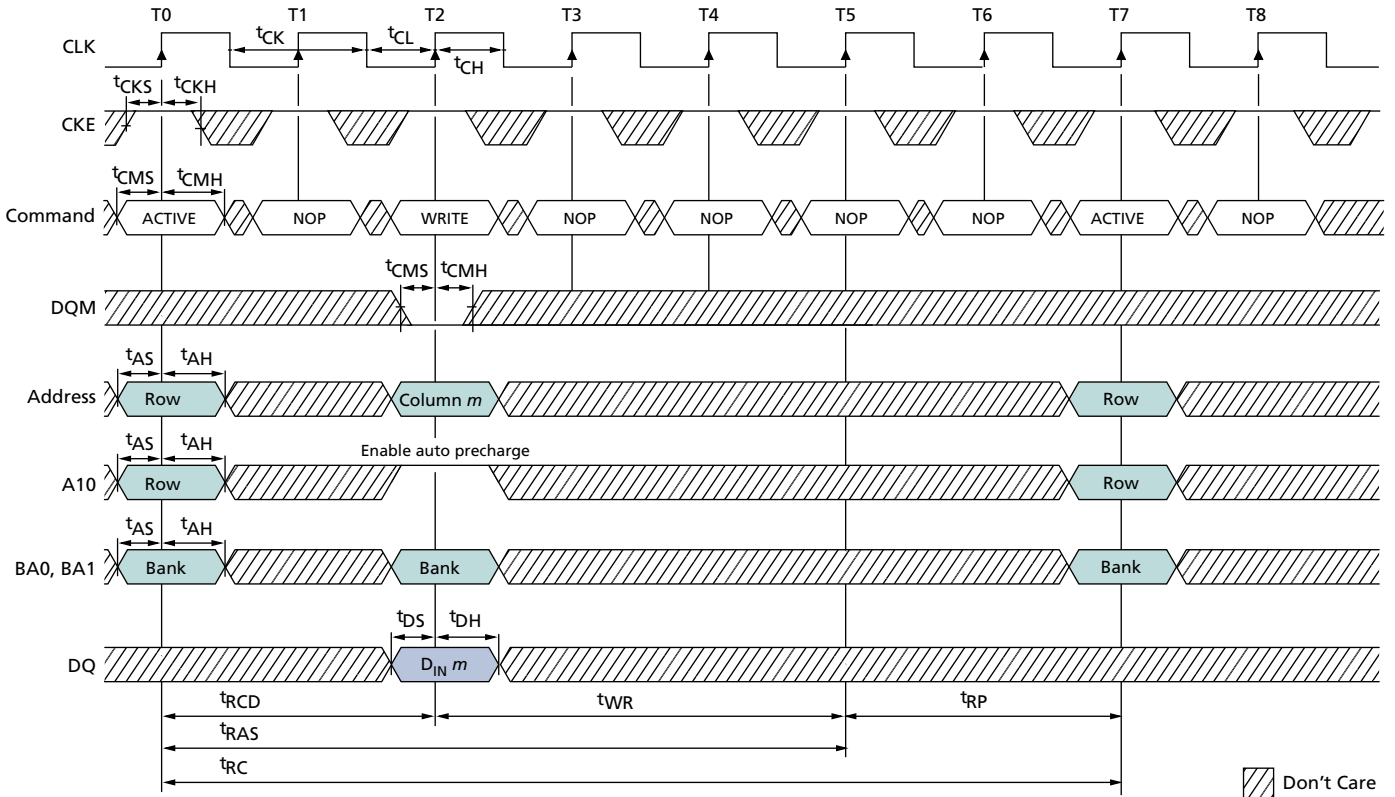 T0 T1 T2 T3 T4 T5 T6 T7 T8
CLK
tCK tCL
tCH
tCKS tCKH
CKE
tCMS tCMH
Command ACTIVE NOP WRITE NOP NOP NOP NOP ACTIVE NOP
tCMS tCMH
DQM
tAS tAH
Address Row Column m Row
tAS tAH Enable auto precharge
A10 Row Row
tAS tAH
BA0, BA1 Bank Bank Bank
tDS tDH
DQ DIN m
tRCD tWR tRP
tRAS
tRC
Don't Care